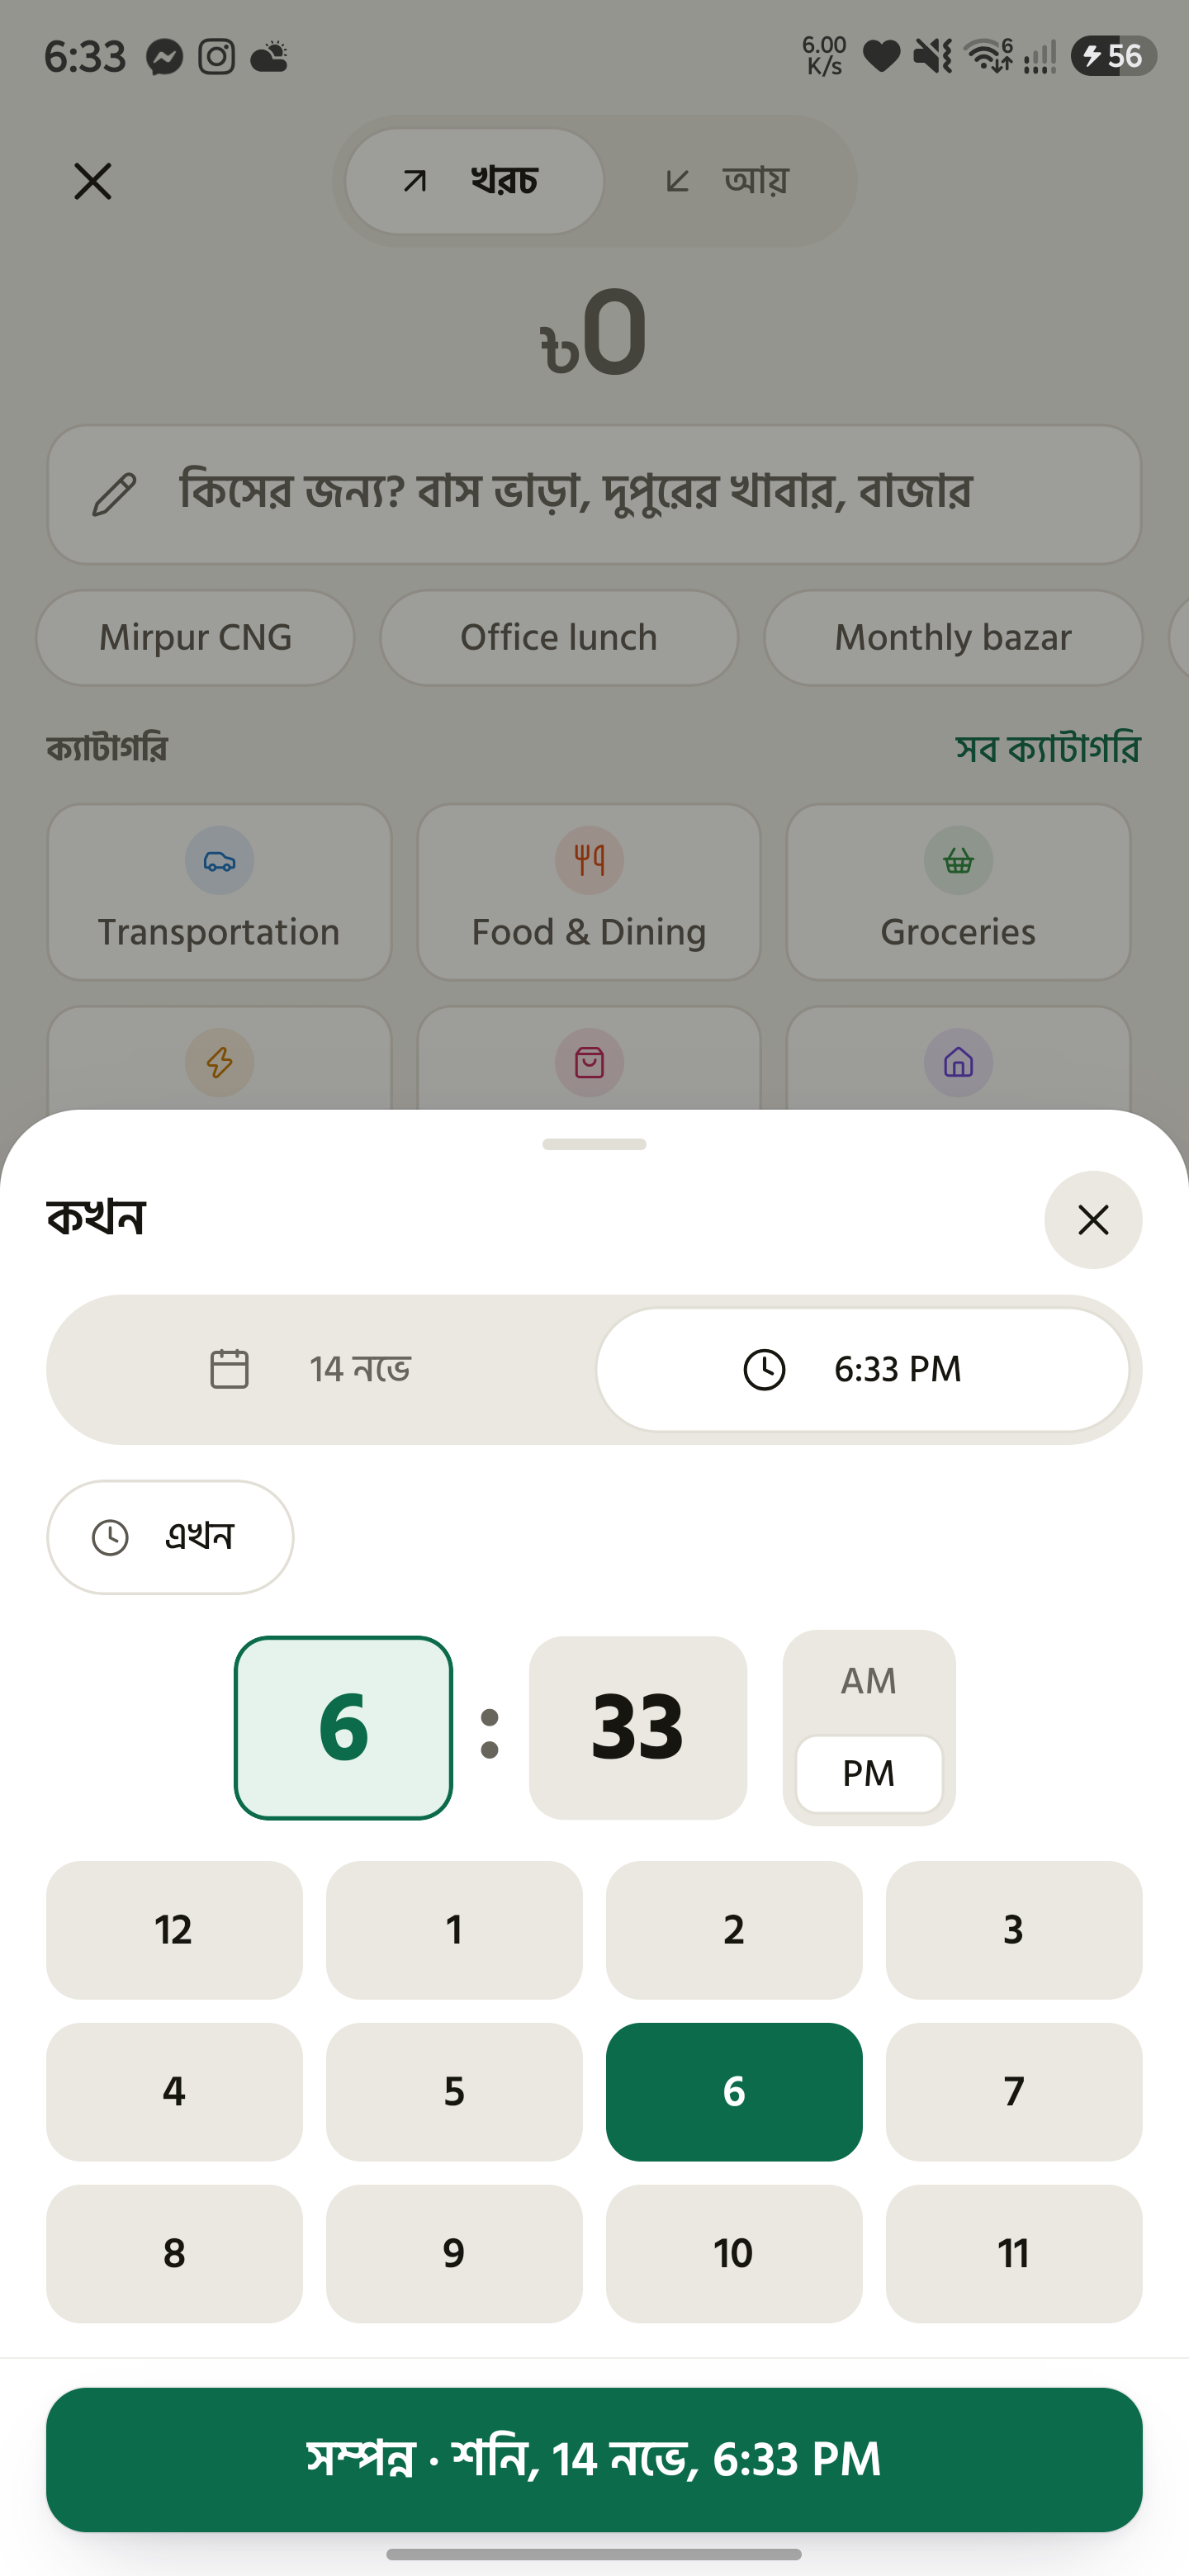 6:33
6.00 K/s
6
56
খরচ
আয়
৳0
কিসের জন্য? বাস ভাড়া, দুপুরের খাবার, বাজার
Mirpur CNG
Office lunch
Monthly bazar
ক্যাটাগরি
সব ক্যাটাগরি
Transportation
Food & Dining
Groceries
কখন
14 নভে
6:33 PM
এখন
6 : 33
AM
PM
12 1 2 3
4 5 6 7
8 9 10 11
সম্পন্ন · শনি, 14 নভে, 6:33 PM